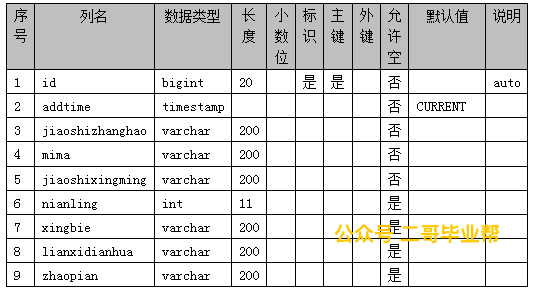 序号 列名 数据类型 长度 小数位 标识 主键 外键 允许空 默认值 说明
1 id bigint 20 是 是 否 auto
2 addtime timestamp 否 CURRENT
3 jiaoshizhanghao varchar 200 否
4 mima varchar 200 否
5 jiaoshixingming varchar 200 否
6 nianling int 11 是
7 xingbie varchar 200 是
公众号 二哥毕业帮
8 lianxidianhua varchar 200 是
9 zhaopian varchar 200 是